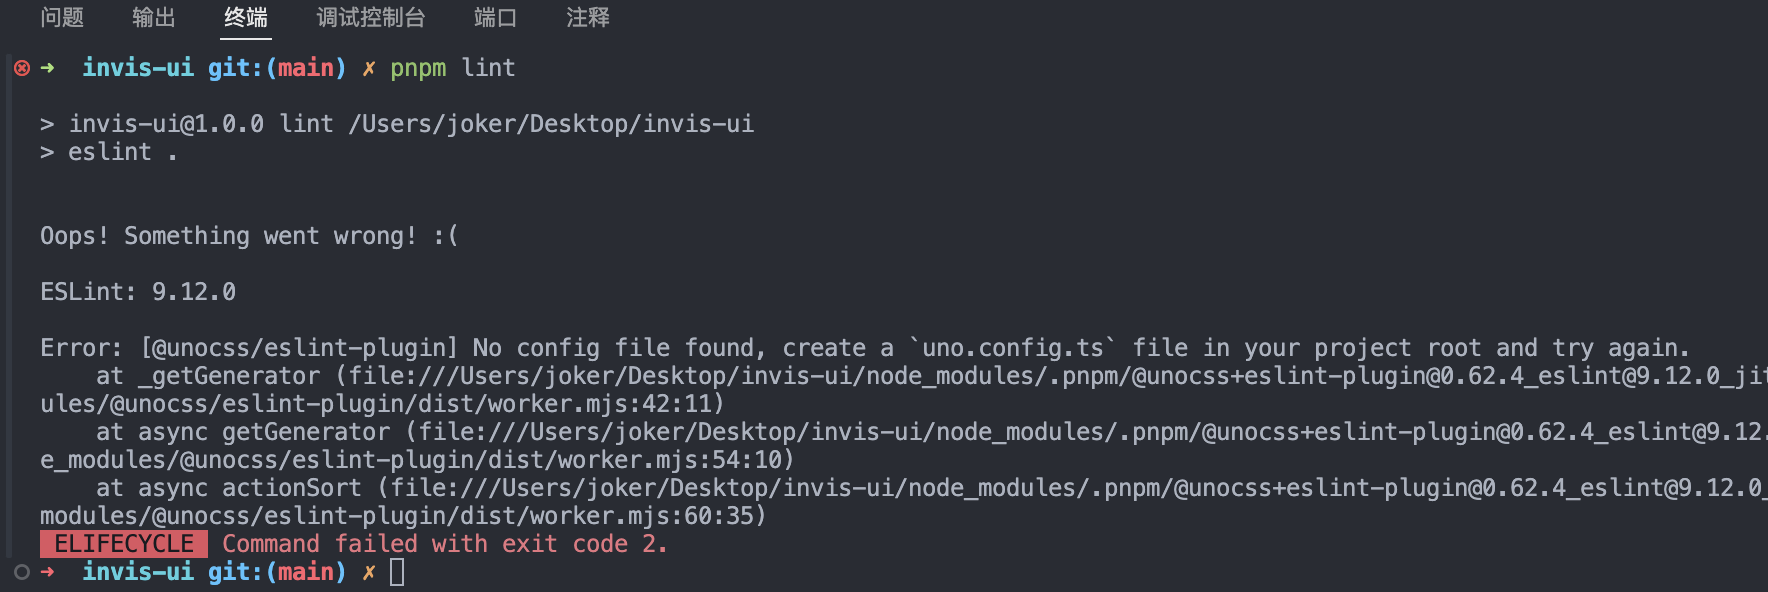 问题 输出 终端 调试控制台 端口 注释
➜ invis-ui git:(main) ✗ pnpm lint
> invis-ui@1.0.0 lint /Users/joker/Desktop/invis-ui
> eslint .
Oops! Something went wrong! :(
ESLint: 9.12.0
Error: [@unocss/eslint-plugin] No config file found, create a `uno.config.ts` file in your project root and try again.
at _getGenerator (file:///Users/joker/Desktop/invis-ui/node_modules/.pnpm/@unocss+eslint-plugin@0.62.4_eslint@9.12.0_jit
ules/@unocss/eslint-plugin/dist/worker.mjs:42:11)
at async getGenerator (file:///Users/joker/Desktop/invis-ui/node_modules/.pnpm/@unocss+eslint-plugin@0.62.4_eslint@9.12.
e_modules/@unocss/eslint-plugin/dist/worker.mjs:54:10)
at async actionSort (file:///Users/joker/Desktop/invis-ui/node_modules/.pnpm/@unocss+eslint-plugin@0.62.4_eslint@9.12.0_
modules/@unocss/eslint-plugin/dist/worker.mjs:60:35)
ELIFECYCLE Command failed with exit code 2.
➜ invis-ui git:(main) ✗